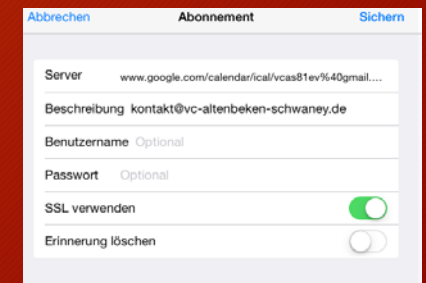 Abbrechen Abonnement Sichern
Server www.google.com/calendar/ical/vcas81ev%40gmail....
Beschreibung kontakt@vc-altenbeken-schwaney.de
Benutzername Optional
Passwort Optional
SSL verwenden
Erinnerung löschen